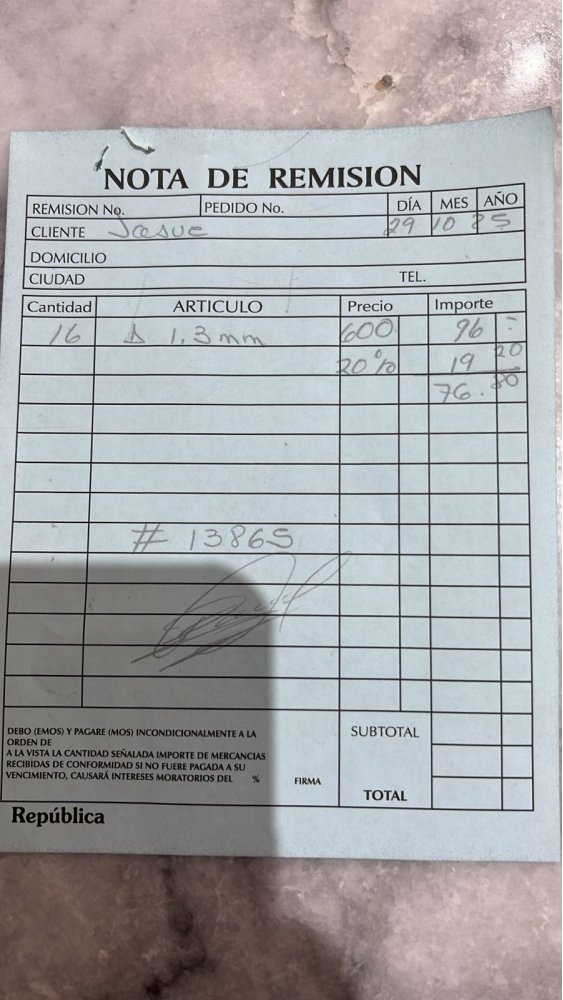 NOTA DE REMISION
REMISION No. PEDIDO No. DÍA MES AÑO
CLIENTE Josue 29 10 25
DOMICILIO
CIUDAD TEL.
Cantidad ARTICULO Precio Importe
16 1.3 mm 600 96 -
20% 19 20
76. 80
# 13865
DEBO (EMOS) Y PAGARE (MOS) INCONDICIONALMENTE A LA
ORDEN DE
A LA VISTA LA CANTIDAD SEÑALADA IMPORTE DE MERCANCIAS
RECIBIDAS DE CONFORMIDAD SI NO FUERE PAGADA A SU
VENCIMIENTO, CAUSARÁ INTERESES MORATORIOS DEL % FIRMA
SUBTOTAL
TOTAL
República